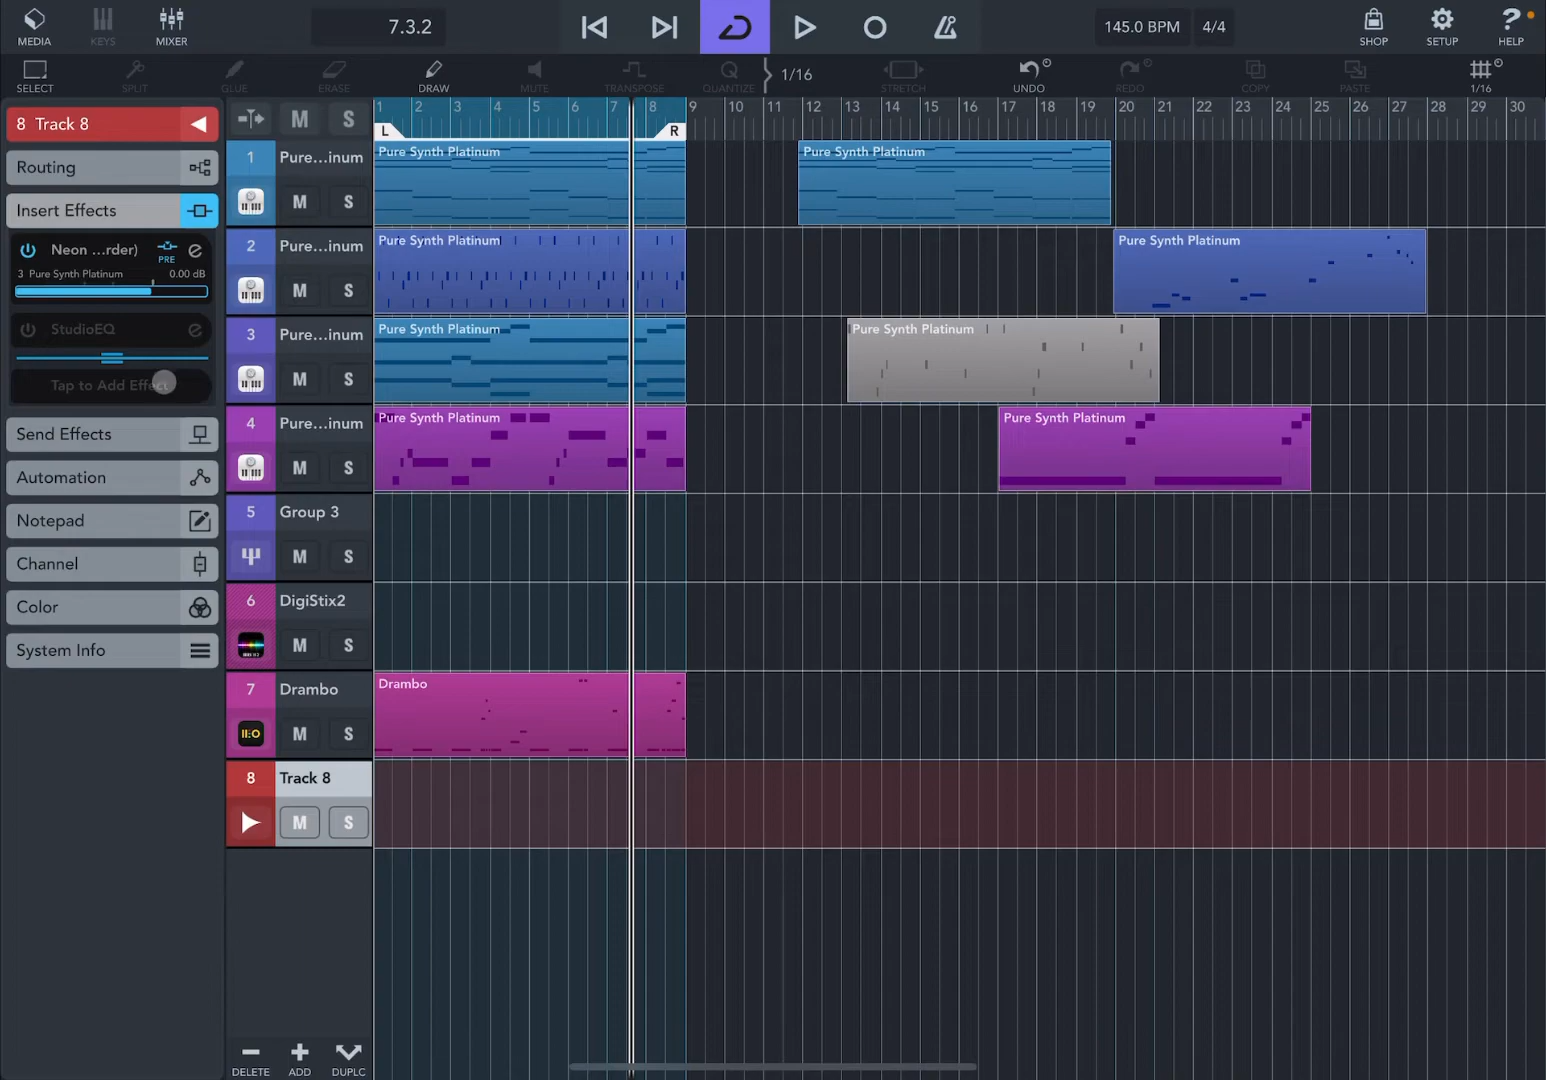 MEDIA
KEYS
MIXER
7.3.2
145.0 BPM
4/4
SHOP
SETUP
HELP
SELECT
SPLIT
GLUE
ERASE
DRAW
MUTE
TRANSPOSE
QUANTIZE
1/16
STRETCH
UNDO
REDO
COPY
PASTE
1/16
8 Track 8
M S
1 2 3 4 5 6 7 8 9 10 11 12 13 14 15 16 17 18 19 20 21 22 23 24 25 26 27 28 29 30
L R
Routing
Insert Effects
Neon ...rder)
PRE
3 Pure Synth Platinum 0.00 dB
StudioEQ
Tap to Add Effect
Send Effects
Automation
Notepad
Channel
Color
System Info
1 Pure...inum
M S
Pure Synth Platinum
Pure Synth Platinum
2 Pure...inum
M S
Pure Synth Platinum
Pure Synth Platinum
3 Pure...inum
M S
Pure Synth Platinum
Pure Synth Platinum
4 Pure...inum
M S
Pure Synth Platinum
Pure Synth Platinum
5 Group 3
M S
6 DigiStix2
M S
7 Drambo
M S
Drambo
8 Track 8
M S
DELETE
ADD
DUPLC